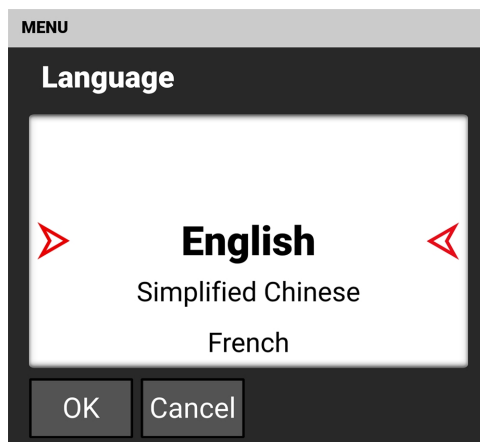 MENU
Language
English
Simplified Chinese
French
OK
Cancel